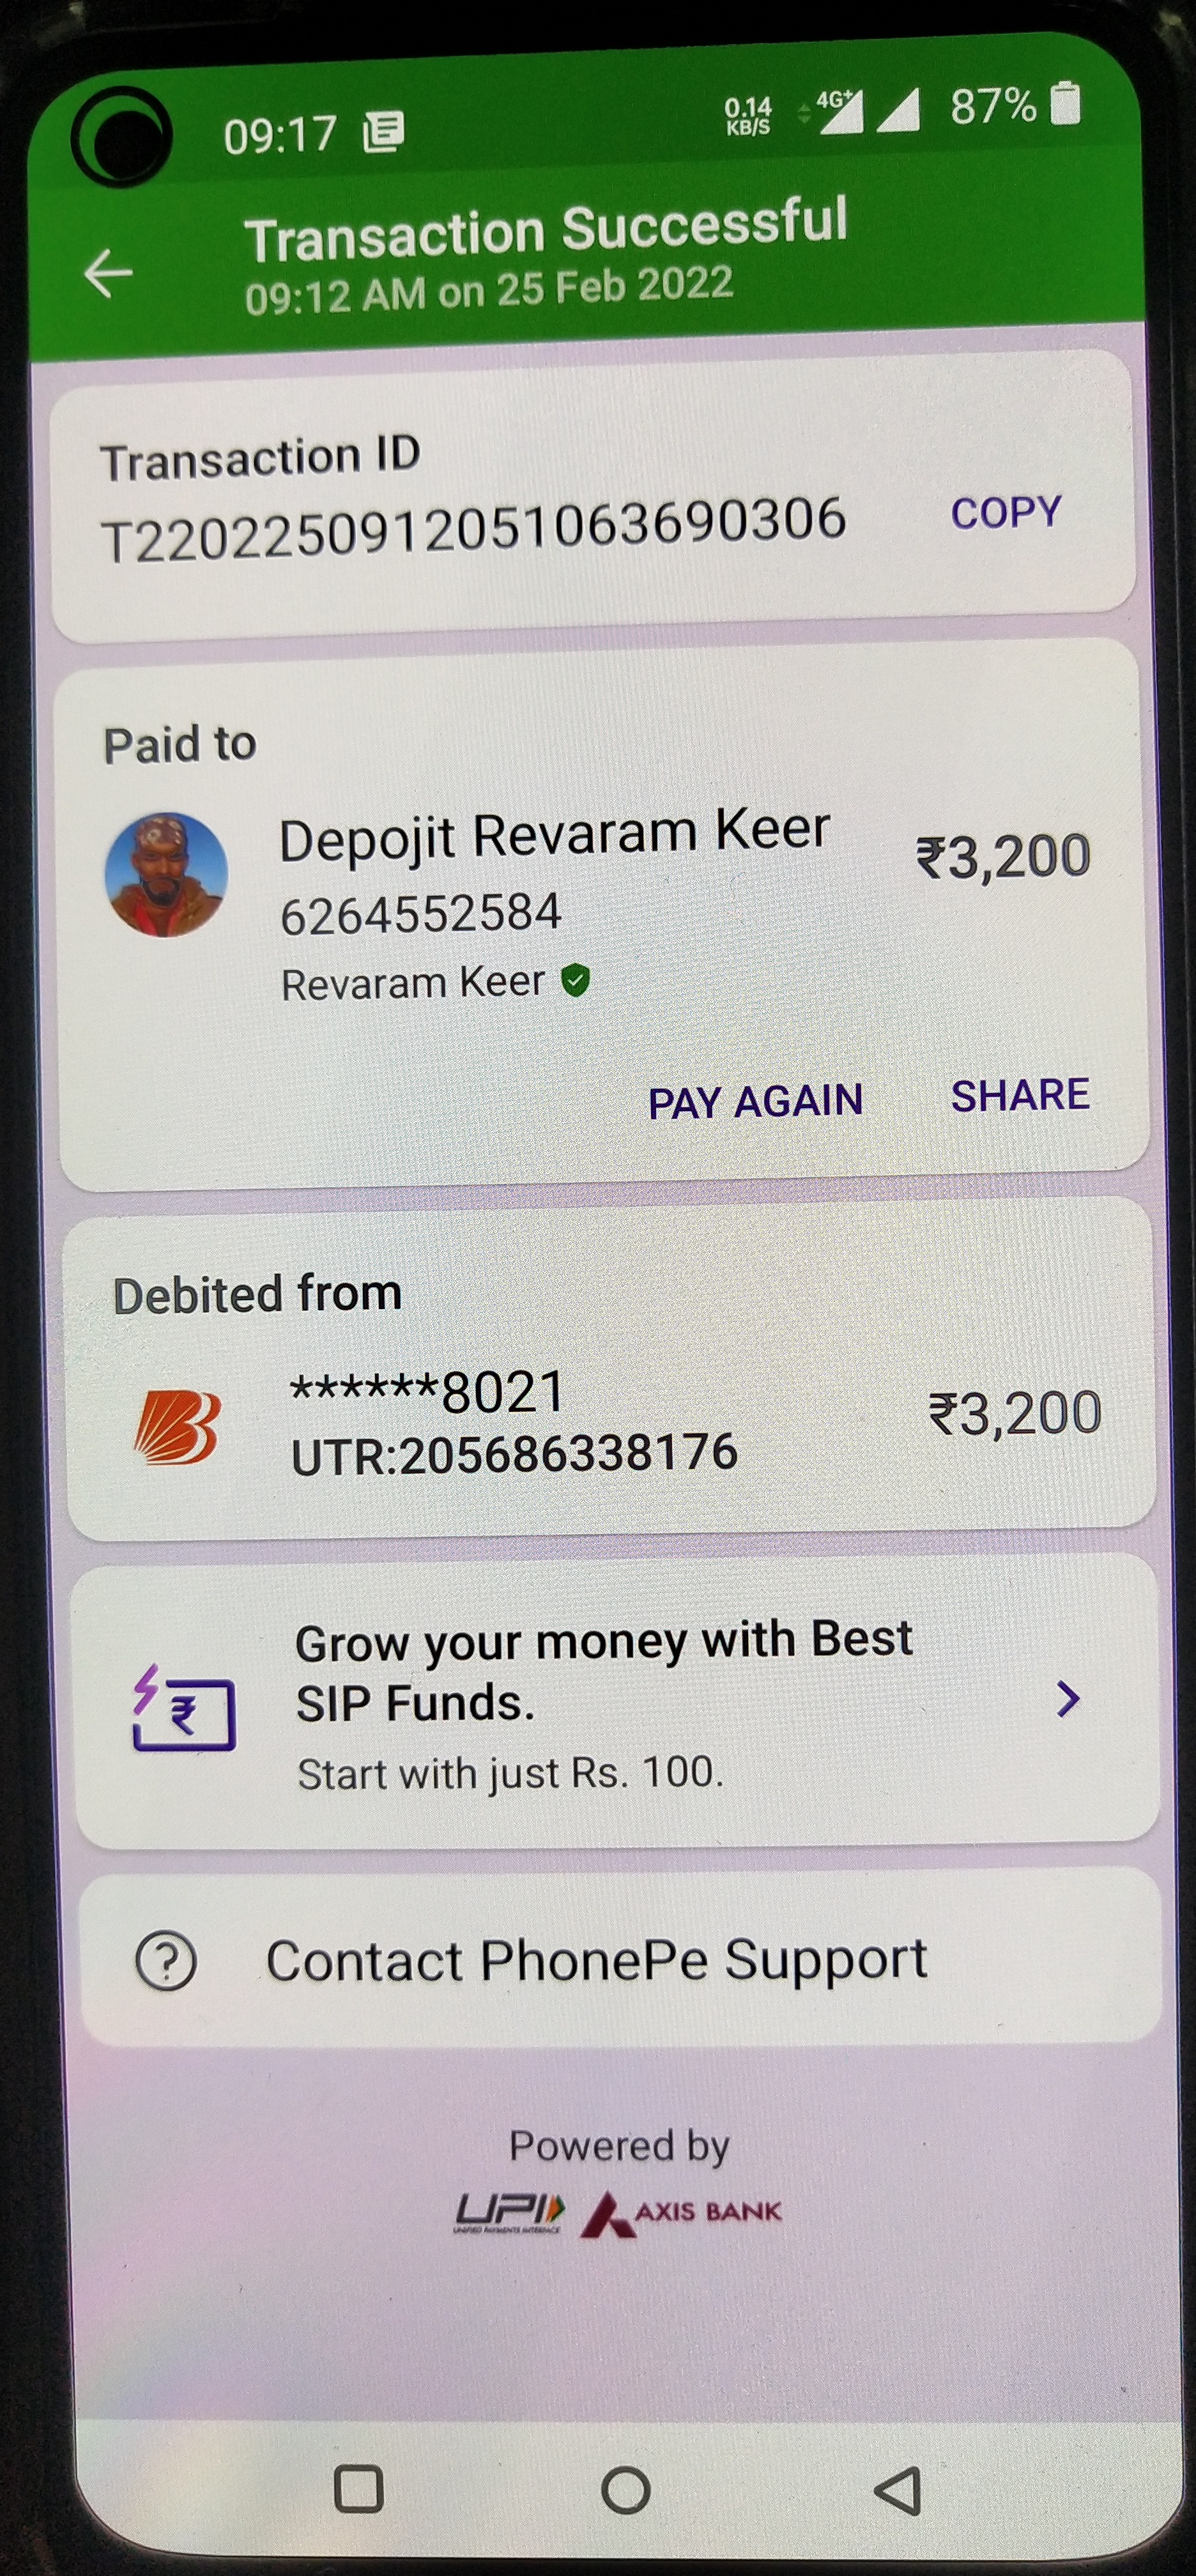 09:17
0.14
KB/S
4G+
87%
Transaction Successful
09:12 AM on 25 Feb 2022
Transaction ID
T2202250912051063690306
COPY
Paid to
Depojit Revaram Keer
₹3,200
6264552584
Revaram Keer
PAY AGAIN
SHARE
Debited from
******8021
₹3,200
UTR:205686338176
Grow your money with Best
SIP Funds.
Start with just Rs. 100.
Contact PhonePe Support
Powered by
UPI
UNIFIED PAYMENTS INTERFACE
AXIS BANK